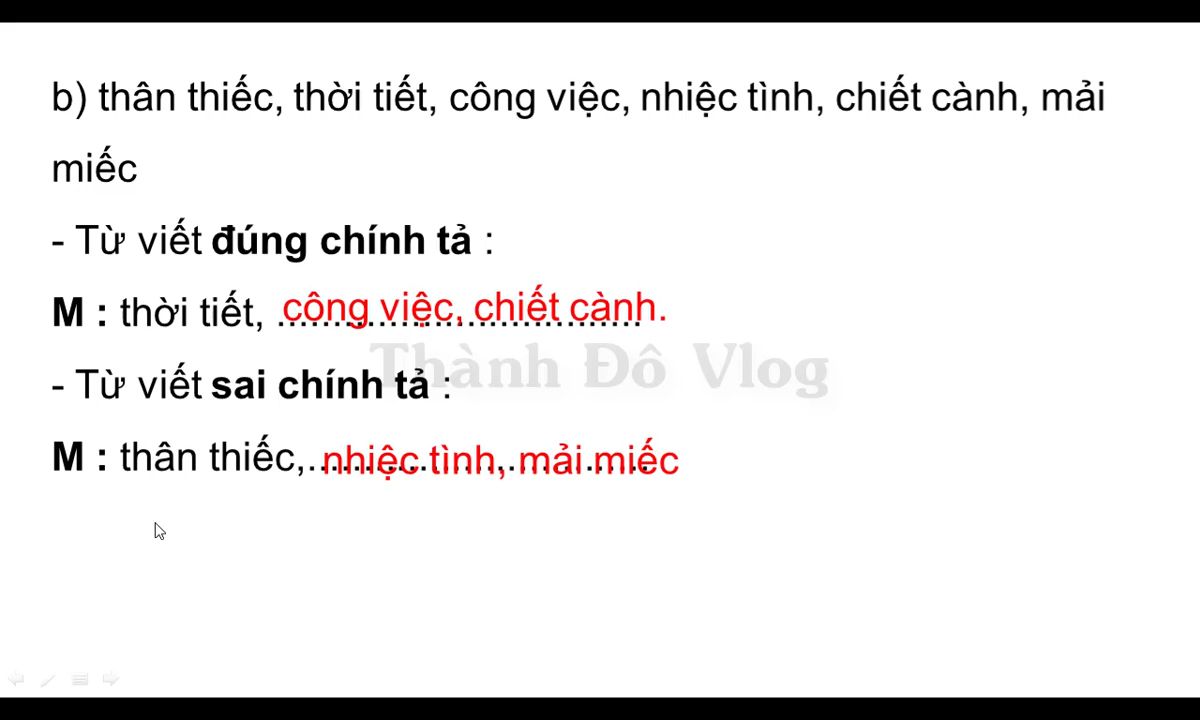 b) thân thiếc, thời tiết, công việc, nhiệc tình, chiết cành, mải
miếc
- Từ viết đúng chính tả :
M : thời tiết, ................................. công việc, chiết cành.
Thành Đô Vlog
- Từ viết sai chính tả :
M : thân thiếc,............................... nhiệc tình, mải miếc